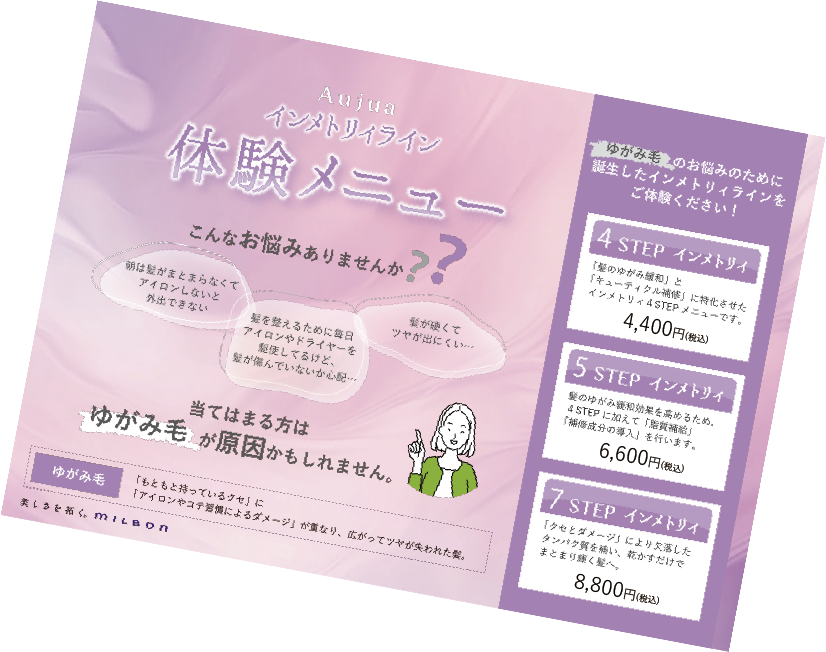 Aujua
インメトリィライン
体験メニュー
こんなお悩みありませんか??
朝は髪がまとまらなくて
アイロンしないと
外出できない
髪を整えるために毎日
アイロンやドライヤーを
駆使してるけど、
髪が傷んでいないか心配…
髪が硬くて
ツヤが出にくい…
当てはまる方は
ゆがみ毛が原因かもしれません。
ゆがみ毛
「もともと持っているクセ」に
「アイロンやコテ習慣によるダメージ」が重なり、広がってツヤが失われた髪。
美しさを拓く。 MILBON
ゆがみ毛のお悩みのために
誕生したインメトリィラインを
ご体験ください！
4 STEP インメトリィ
「髪のゆがみ緩和」と
「キューティクル補修」に特化させた
インメトリィ4STEPメニューです。
4,400円(税込)
5 STEP インメトリィ
髪のゆがみ緩和効果を高めるため、
4 STEPに加えて「脂質補給」
「補修成分の導入」を行います。
6,600円(税込)
7 STEP インメトリィ
「クセとダメージ」により欠落した
タンパク質を補い、乾かすだけで
まとまり輝く髪へ。
8,800円(税込)